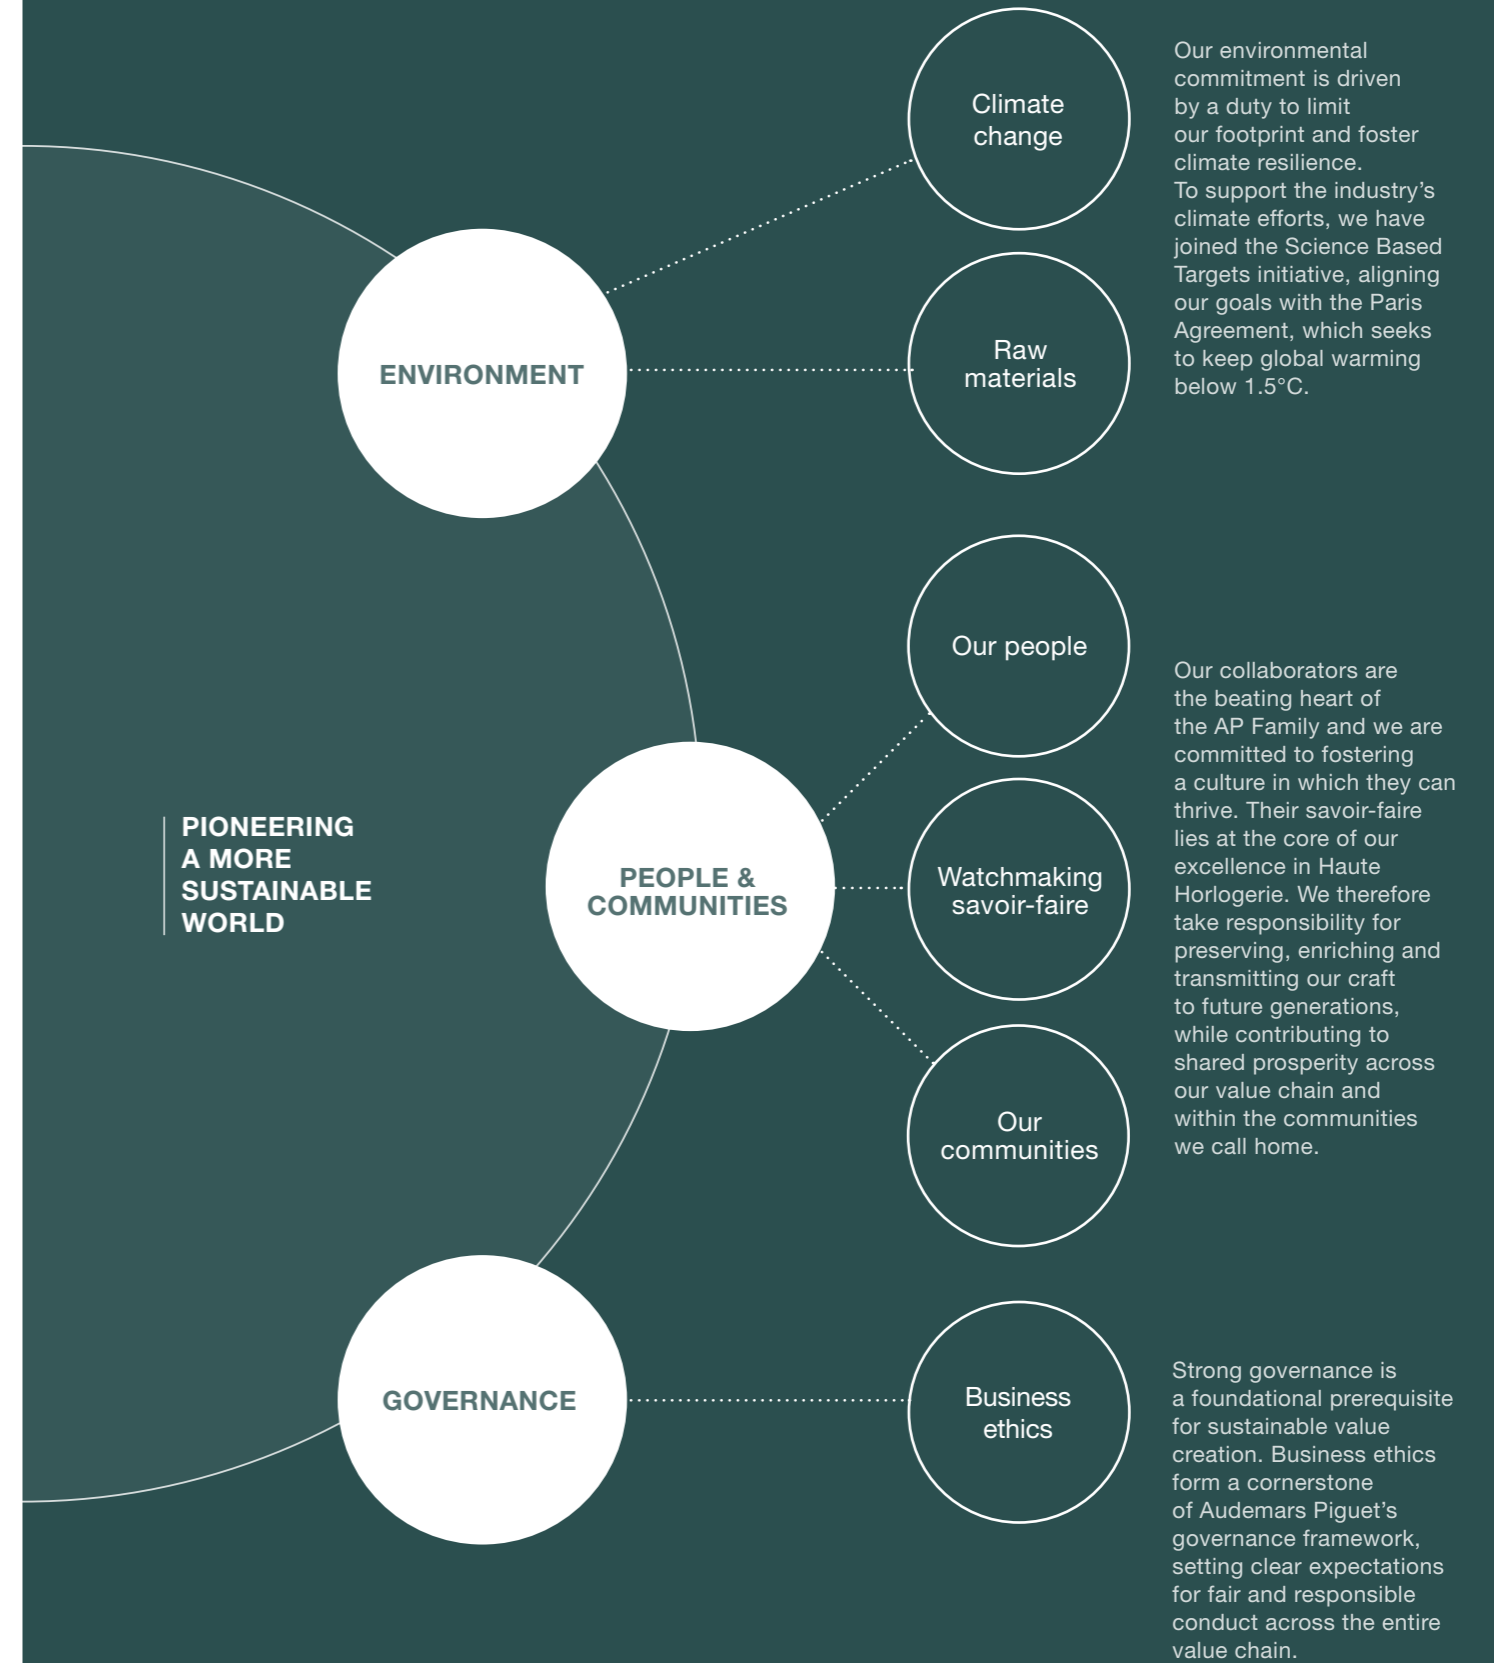 PIONEERING
A MORE
SUSTAINABLE
WORLD
ENVIRONMENT
Climate
change
Raw
materials
Our environmental
commitment is driven
by a duty to limit
our footprint and foster
climate resilience.
To support the industry’s
climate efforts, we have
joined the Science Based
Targets initiative, aligning
our goals with the Paris
Agreement, which seeks
to keep global warming
below 1.5°C.
PEOPLE &
COMMUNITIES
Our people
Watchmaking
savoir-faire
Our
communities
Our collaborators are
the beating heart of
the AP Family and we are
committed to fostering
a culture in which they can
thrive. Their savoir-faire
lies at the core of our
excellence in Haute
Horlogerie. We therefore
take responsibility for
preserving, enriching and
transmitting our craft
to future generations,
while contributing to
shared prosperity across
our value chain and
within the communities
we call home.
GOVERNANCE
Business
ethics
Strong governance is
a foundational prerequisite
for sustainable value
creation. Business ethics
form a cornerstone
of Audemars Piguet’s
governance framework,
setting clear expectations
for fair and responsible
conduct across the entire
value chain.